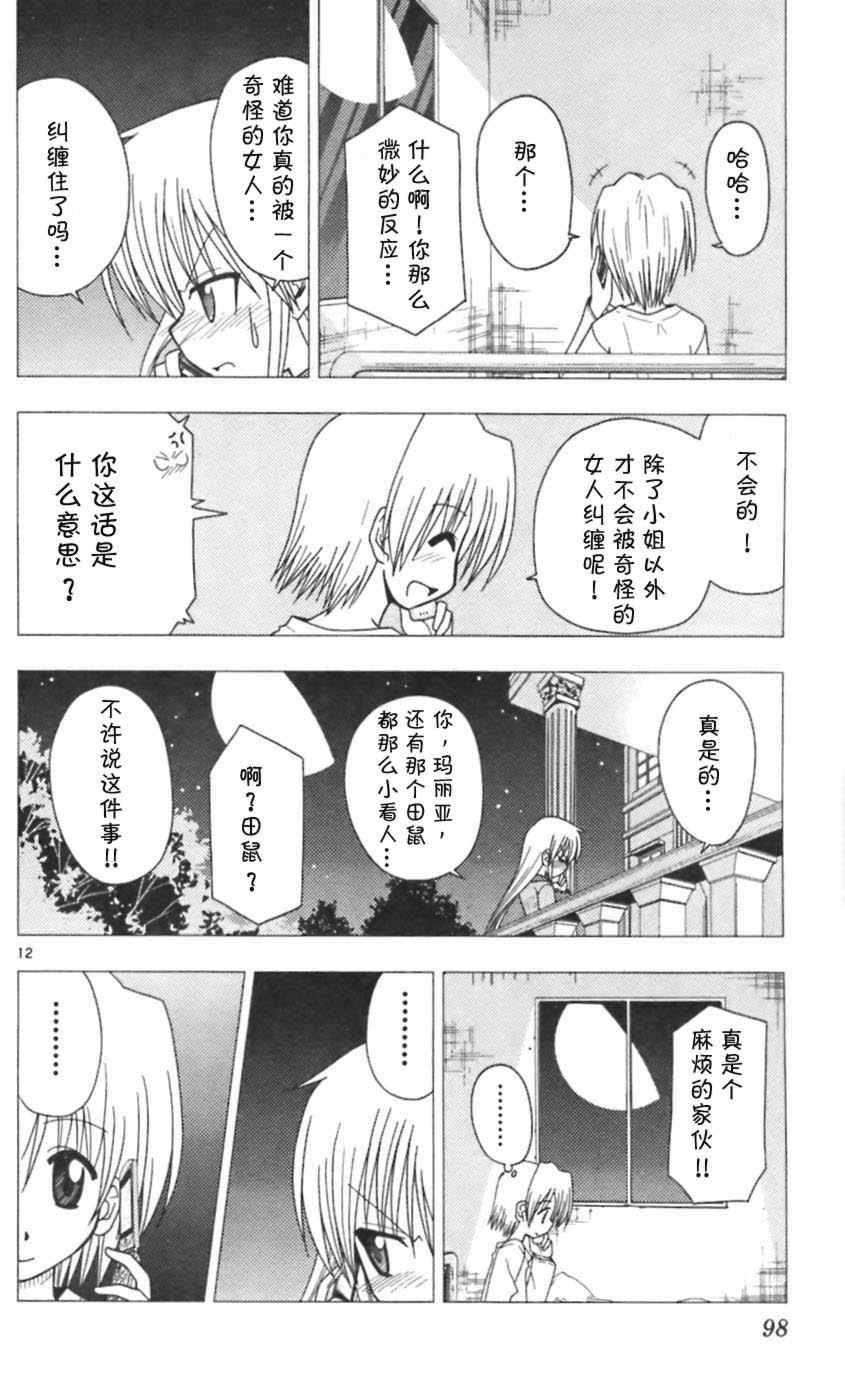 哈哈…
那个…
什么啊！你那么
微妙的反应…
难道你真的被一个
奇怪的女人…
纠缠住了吗…
不会的！
除了小姐以外
才不会被奇怪的
女人纠缠呢！
你这话是
什么意思？
真是的…
你，玛丽亚，
还有那个田鼠
都那么小看人…
啊？田鼠？
不许说
这件事!!
12
真是个
麻烦的家伙!!
………
………
………
98